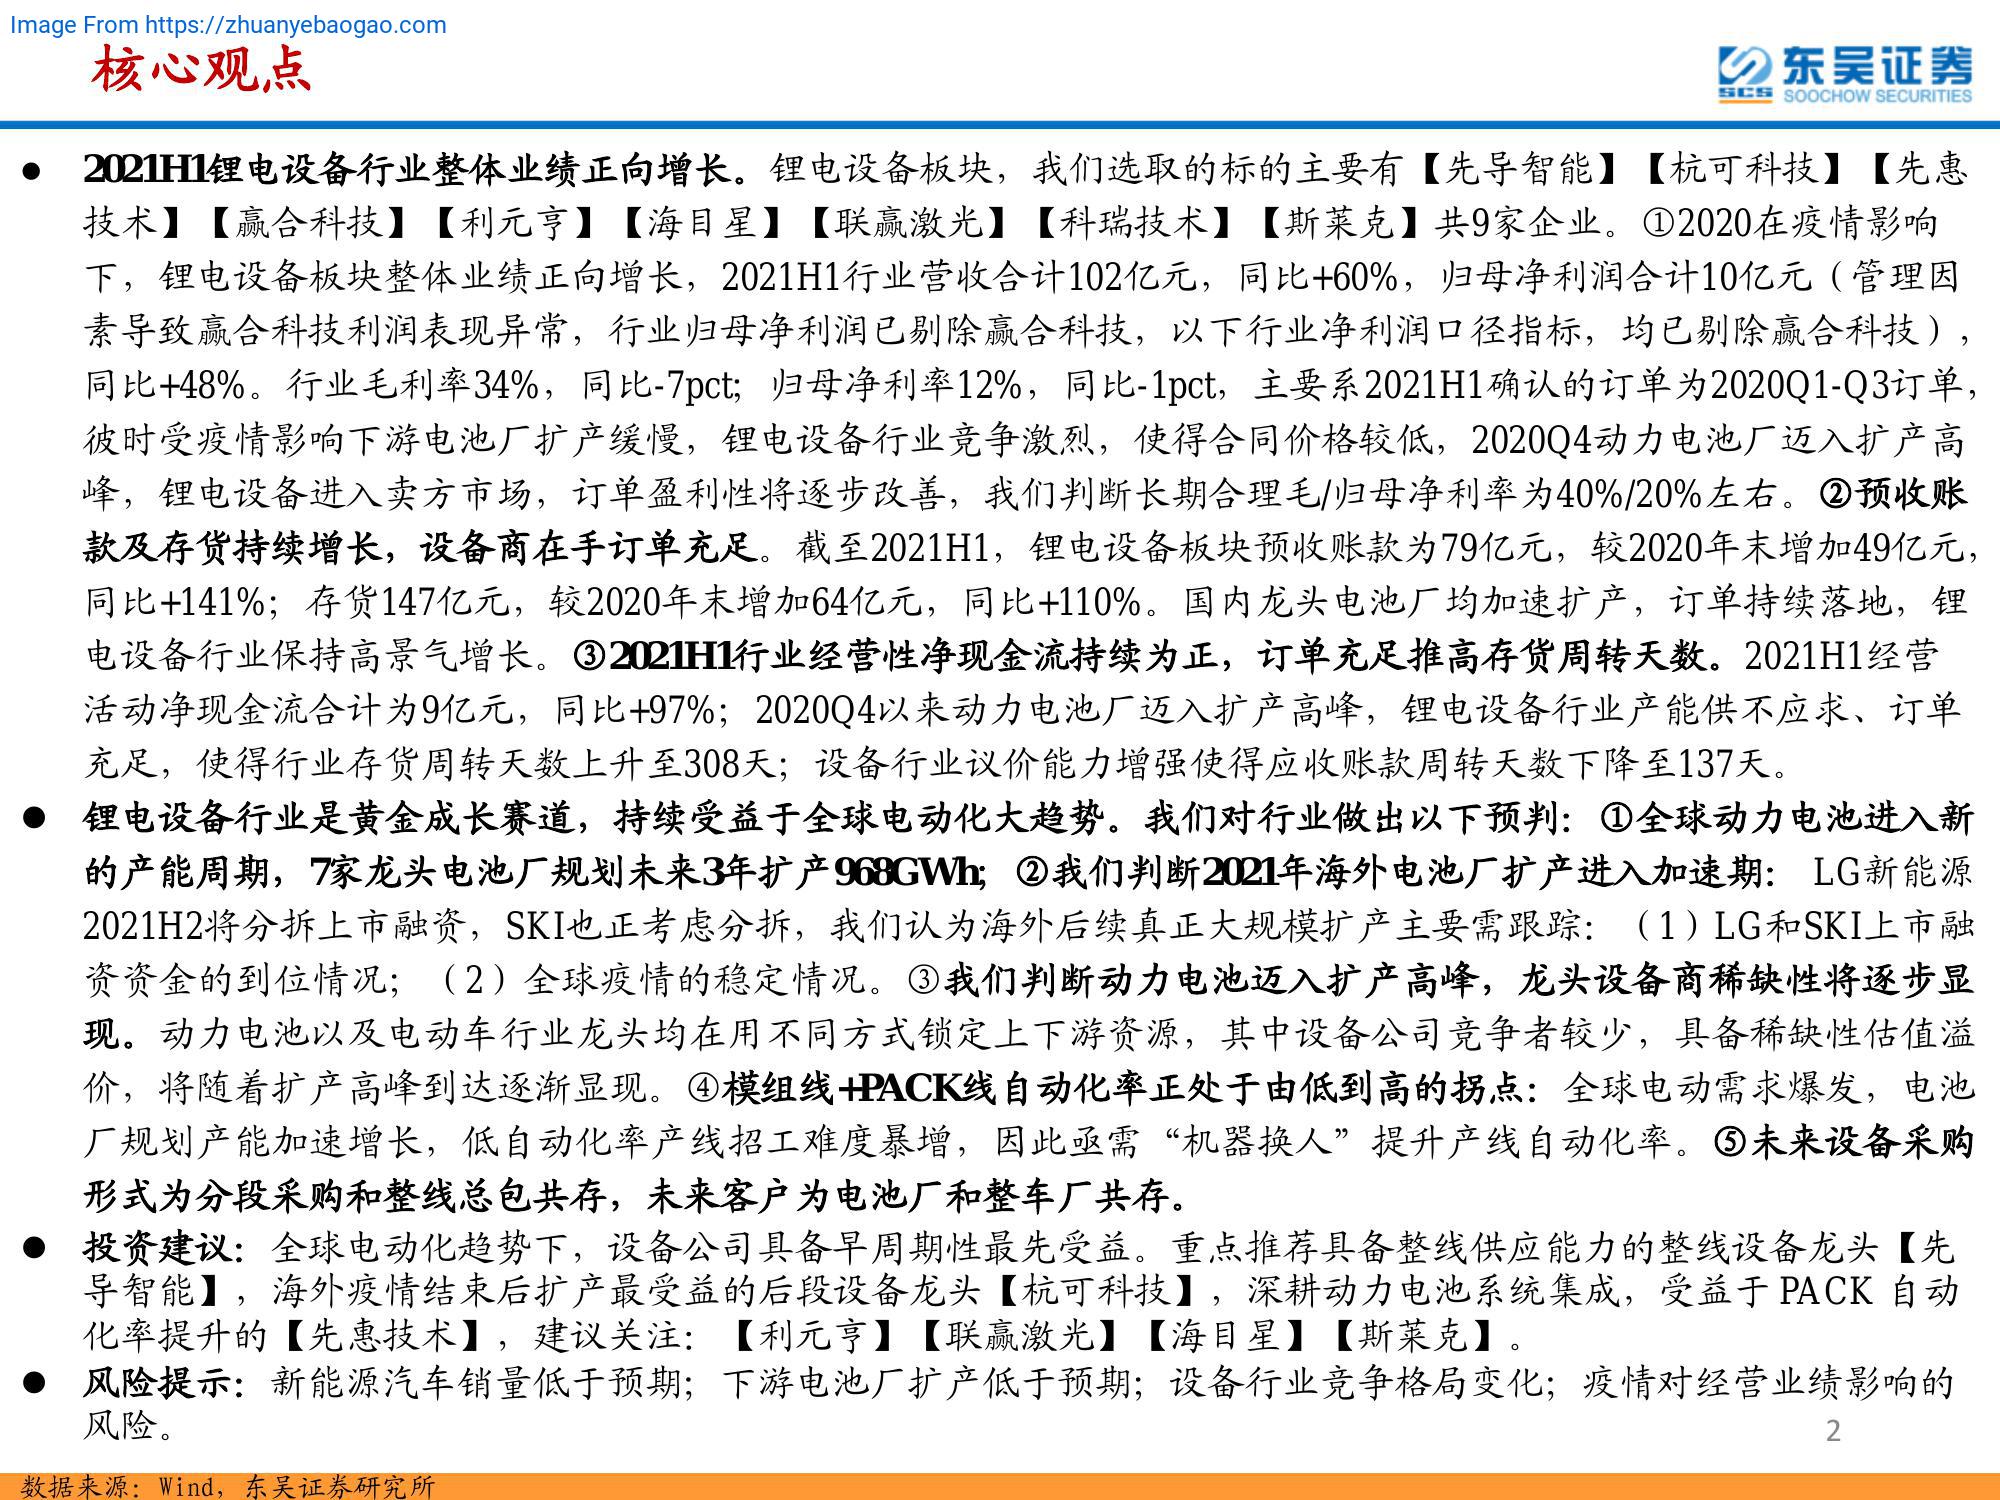 Image From https://zhuanyebaogao.com
核心观点
东吴证券
SCS
SOOCHOW SECURITIES
● 2021H1锂电设备行业整体业绩正向增长。锂电设备板块，我们选取的标的主要有【先导智能】【杭可科技】【先惠
技术】【赢合科技】【利元亨】【海目星】【联赢激光】【科瑞技术】【斯莱克】共9家企业。①2020在疫情影响
下，锂电设备板块整体业绩正向增长，2021H1行业营收合计102亿元，同比+60%，归母净利润合计10亿元（管理因
素导致赢合科技利润表现异常，行业归母净利润已剔除赢合科技，以下行业净利润口径指标，均已剔除赢合科技），
同比+48%。行业毛利率34%，同比-7pct；归母净利率12%，同比-1pct，主要系2021H1确认的订单为2020Q1-Q3订单，
彼时受疫情影响下游电池厂扩产缓慢，锂电设备行业竞争激烈，使得合同价格较低，2020Q4动力电池厂迈入扩产高
峰，锂电设备进入卖方市场，订单盈利性将逐步改善，我们判断长期合理毛/归母净利率为40%/20%左右。②预收账
款及存货持续增长，设备商在手订单充足。截至2021H1，锂电设备板块预收账款为79亿元，较2020年末增加49亿元，
同比+141%；存货147亿元，较2020年末增加64亿元，同比+110%。国内龙头电池厂均加速扩产，订单持续落地，锂
电设备行业保持高景气增长。③2021H1行业经营性净现金流持续为正，订单充足推高存货周转天数。2021H1经营
活动净现金流合计为9亿元，同比+97%；2020Q4以来动力电池厂迈入扩产高峰，锂电设备行业产能供不应求、订单
充足，使得行业存货周转天数上升至308天；设备行业议价能力增强使得应收账款周转天数下降至137天。
● 锂电设备行业是黄金成长赛道，持续受益于全球电动化大趋势。我们对行业做出以下预判：①全球动力电池进入新
的产能周期，7家龙头电池厂规划未来3年扩产968GWh；②我们判断2021年海外电池厂扩产进入加速期： LG新能源
2021H2将分拆上市融资，SKI也正考虑分拆，我们认为海外后续真正大规模扩产主要需跟踪：（1）LG和SKI上市融
资资金的到位情况；（2）全球疫情的稳定情况。③我们判断动力电池迈入扩产高峰，龙头设备商稀缺性将逐步显
现。动力电池以及电动车行业龙头均在用不同方式锁定上下游资源，其中设备公司竞争者较少，具备稀缺性估值溢
价，将随着扩产高峰到达逐渐显现。④模组线+PACK线自动化率正处于由低到高的拐点：全球电动需求爆发，电池
厂规划产能加速增长，低自动化率产线招工难度暴增，因此亟需“机器换人”提升产线自动化率。⑤未来设备采购
形式为分段采购和整线总包共存，未来客户为电池厂和整车厂共存。
● 投资建议：全球电动化趋势下，设备公司具备早周期性最先受益。重点推荐具备整线供应能力的整线设备龙头【先
导智能】，海外疫情结束后扩产最受益的后段设备龙头【杭可科技】，深耕动力电池系统集成，受益于 PACK 自动
化率提升的【先惠技术】，建议关注：【利元亨】【联赢激光】【海目星】【斯莱克】。
● 风险提示：新能源汽车销量低于预期；下游电池厂扩产低于预期；设备行业竞争格局变化；疫情对经营业绩影响的
风险。
2
数据来源：Wind，东吴证券研究所